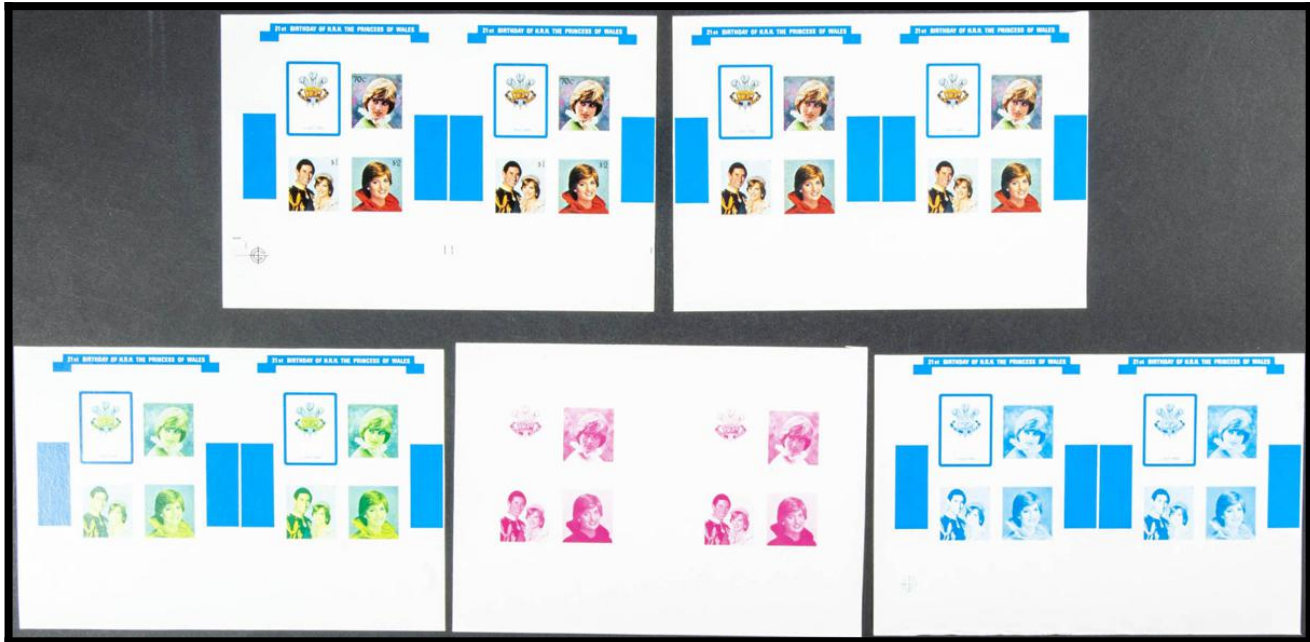 21st BIRTHDAY OF H.R.H. THE PRINCESS OF WALES
21st BIRTHDAY OF H.R.H. THE PRINCESS OF WALES
21st BIRTHDAY OF H.R.H. THE PRINCESS OF WALES
21st BIRTHDAY OF H.R.H. THE PRINCESS OF WALES
70c
70c
$1
$2
$1
$2
21st BIRTHDAY OF H.R.H. THE PRINCESS OF WALES
21st BIRTHDAY OF H.R.H. THE PRINCESS OF WALES
21st BIRTHDAY OF H.R.H. THE PRINCESS OF WALES
21st BIRTHDAY OF H.R.H. THE PRINCESS OF WALES